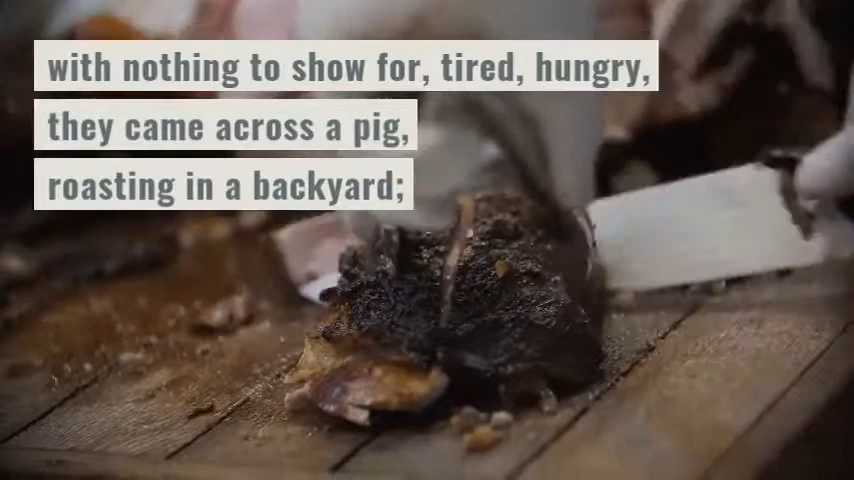 with nothing to show for, tired, hungry,
they came across a pig,
roasting in a backyard;